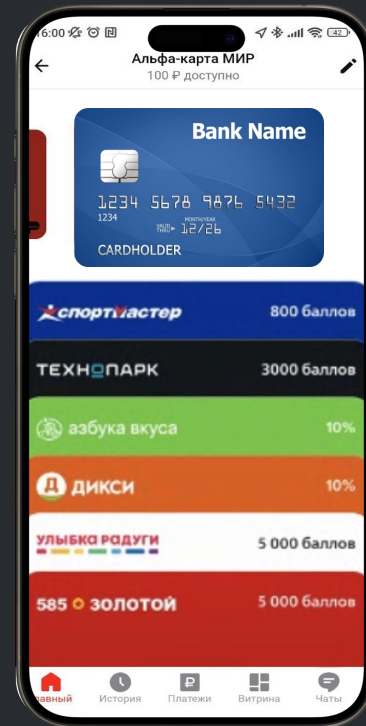 16:00
42
Альфа-карта МИР
100 ₽ доступно
Bank Name
1234 5678 9876 5432
1234
MONTH/YEAR
VALID THRU 12/26
CARDHOLDER
спортмастер 800 баллов
ТЕХНОПАРК 3000 баллов
азбука вкуса 10%
Д ДИКСИ 10%
УЛЫБКА РАДУГИ 5 000 баллов
585 ЗОЛОТОЙ 5 000 баллов
Главный История Платежи Витрина Чаты